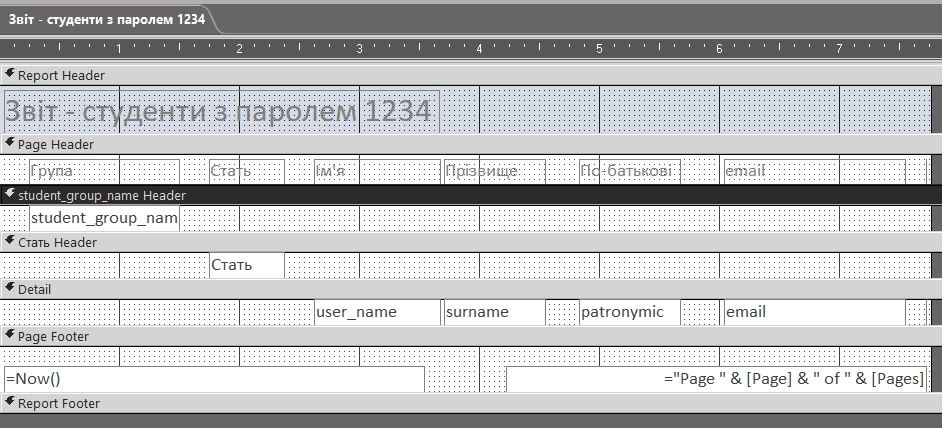 Звіт - студенти з паролем 1234
1 2 3 4 5 6 7
Report Header
Звіт - студенти з паролем 1234
Page Header
Група Стать Ім'я Прізвище По-батькові email
student_group_name Header
student_group_nam
Стать Header
Стать
Detail
user_name surname patronymic email
Page Footer
=Now() ="Page " & [Page] & " of " & [Pages]
Report Footer